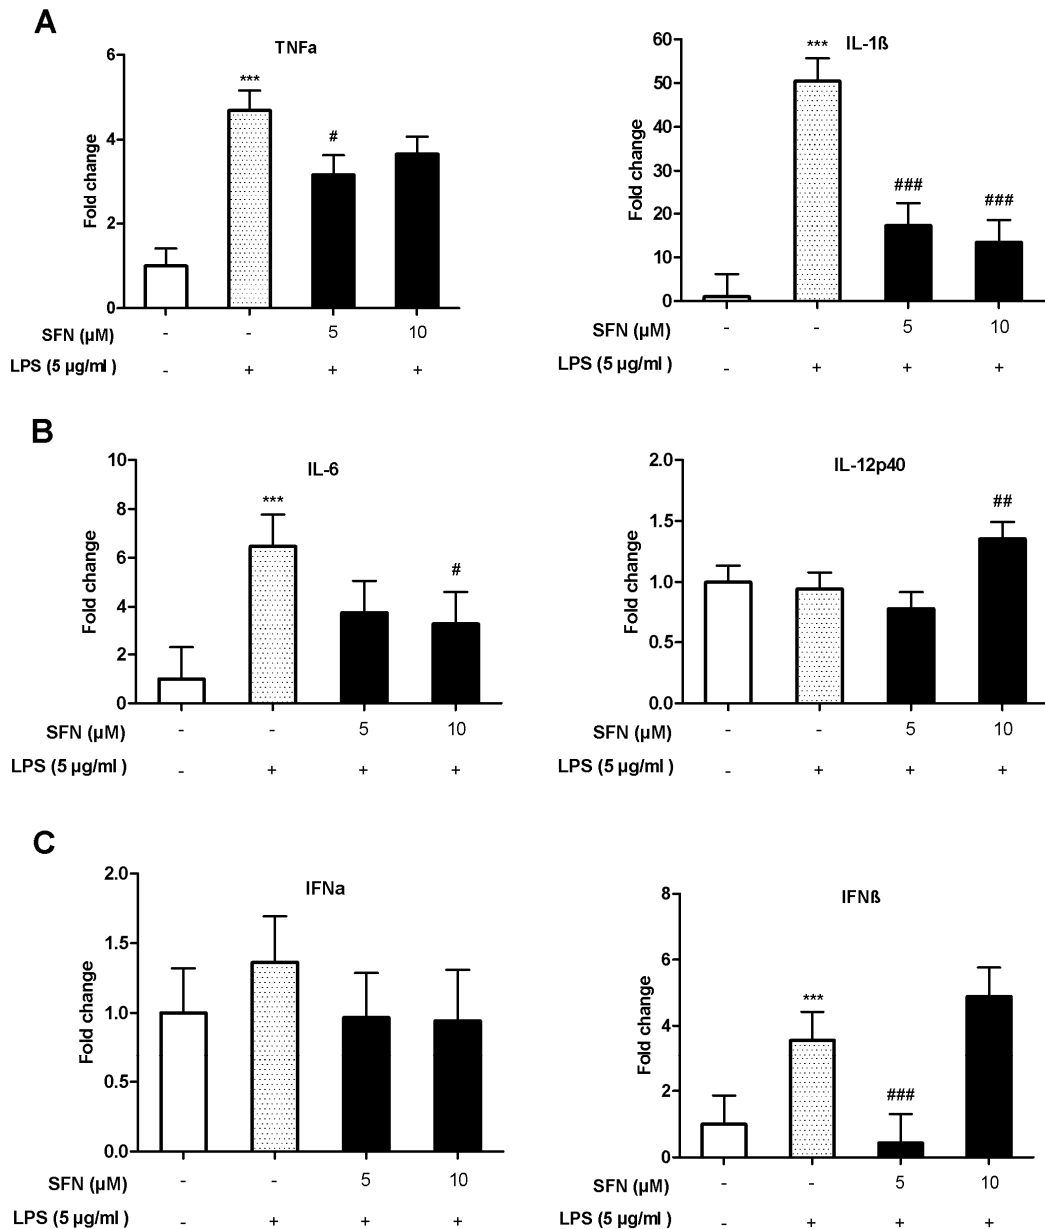 A
TNFa
Fold change
6
4
2
0
***
#
SFN (µM) - - 5 10
LPS (5 µg/ml ) - + + +
IL-1ß
Fold change
60
50
40
30
20
10
0
***
###
###
SFN (µM) - - 5 10
LPS (5 µg/ml ) - + + +
B
IL-6
Fold change
10
8
6
4
2
0
***
#
SFN (µM) - - 5 10
LPS (5 µg/ml ) - + + +
IL-12p40
Fold change
2.0
1.5
1.0
0.5
0.0
##
SFN (µM) - - 5 10
LPS (5 µg/ml ) - + + +
C
IFNa
Fold change
2.0
1.5
1.0
0.5
0.0
SFN (µM) - - 5 10
LPS (5 µg/ml ) - + + +
IFNß
Fold change
8
6
4
2
0
***
###
SFN (µM) - - 5 10
LPS (5 µg/ml ) - + + +